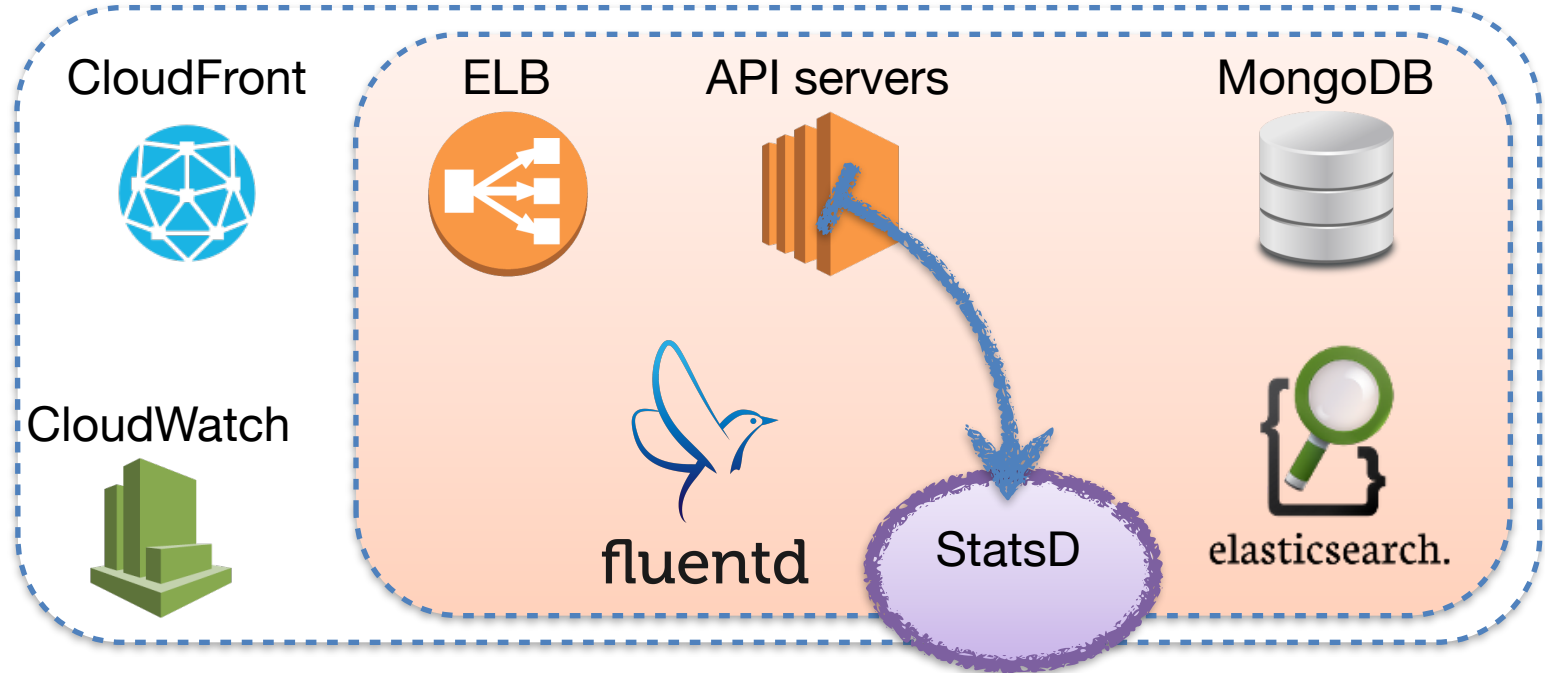 CloudFront
ELB
API servers
MongoDB
CloudWatch
fluentd
StatsD
elasticsearch.